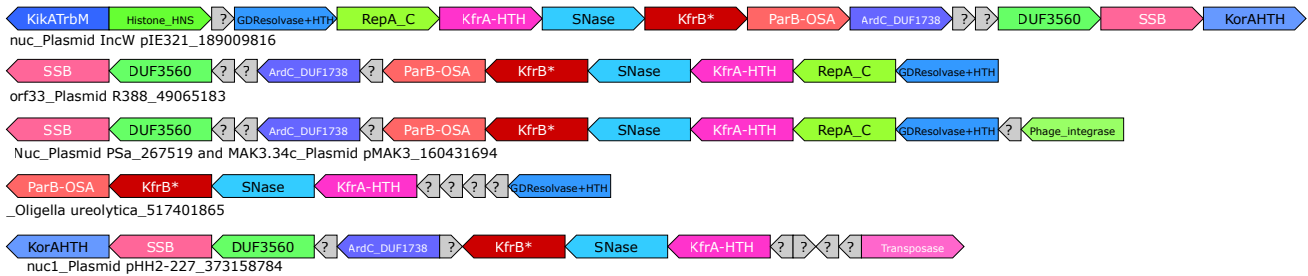 KikATrbM Histone_HNS ? GDResolvase+HTH RepA_C KfrA-HTH SNase KfrB* ParB-OSA ArdC_DUF1738 ? ? DUF3560 SSB KorAHTH
nuc_Plasmid IncW pIE321_189009816
SSB DUF3560 ? ? ArdC_DUF1738 ? ParB-OSA KfrB* SNase KfrA-HTH RepA_C GDResolvase+HTH
orf33_Plasmid R388_49065183
SSB DUF3560 ? ? ArdC_DUF1738 ? ParB-OSA KfrB* SNase KfrA-HTH RepA_C GDResolvase+HTH ? Phage_integrase
Nuc_Plasmid PSa_267519 and MAK3.34c_Plasmid pMAK3_160431694
ParB-OSA KfrB* SNase KfrA-HTH ? ? ? ? GDResolvase+HTH
_Oligella ureolytica_517401865
KorAHTH SSB DUF3560 ? ArdC_DUF1738 ? KfrB* SNase KfrA-HTH ? ? ? ? Transposase
nuc1_Plasmid pHH2-227_373158784